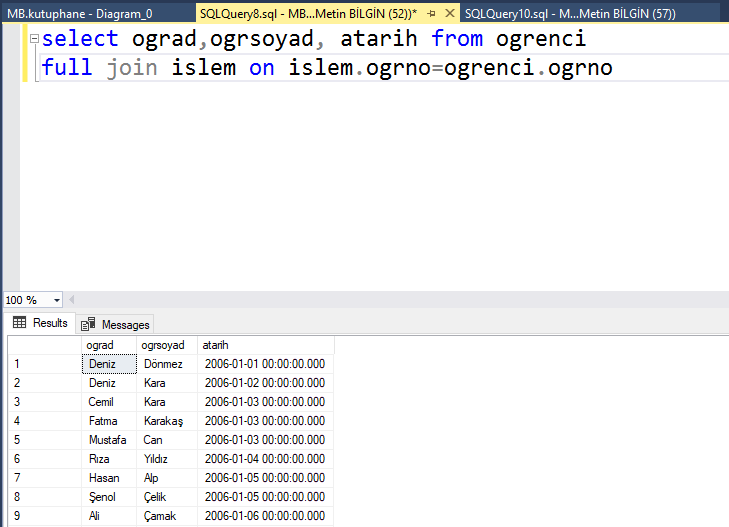 MB.kutuphane - Diagram_0 SQLQuery8.sql - MB...Metin BİLGİN (52))* SQLQuery10.sql - M...Metin BİLGİN (57))
select ograd,ogrsoyad, atarih from ogrenci
full join islem on islem.ogrno=ogrenci.ogrno
100 %
Results Messages
ograd ogrsoyad atarih
1 Deniz Dönmez 2006-01-01 00:00:00.000
2 Deniz Kara 2006-01-02 00:00:00.000
3 Cemil Kara 2006-01-03 00:00:00.000
4 Fatma Karakaş 2006-01-03 00:00:00.000
5 Mustafa Can 2006-01-03 00:00:00.000
6 Rıza Yıldız 2006-01-04 00:00:00.000
7 Hasan Alp 2006-01-05 00:00:00.000
8 Şenol Çelik 2006-01-05 00:00:00.000
9 Ali Çamak 2006-01-06 00:00:00.000